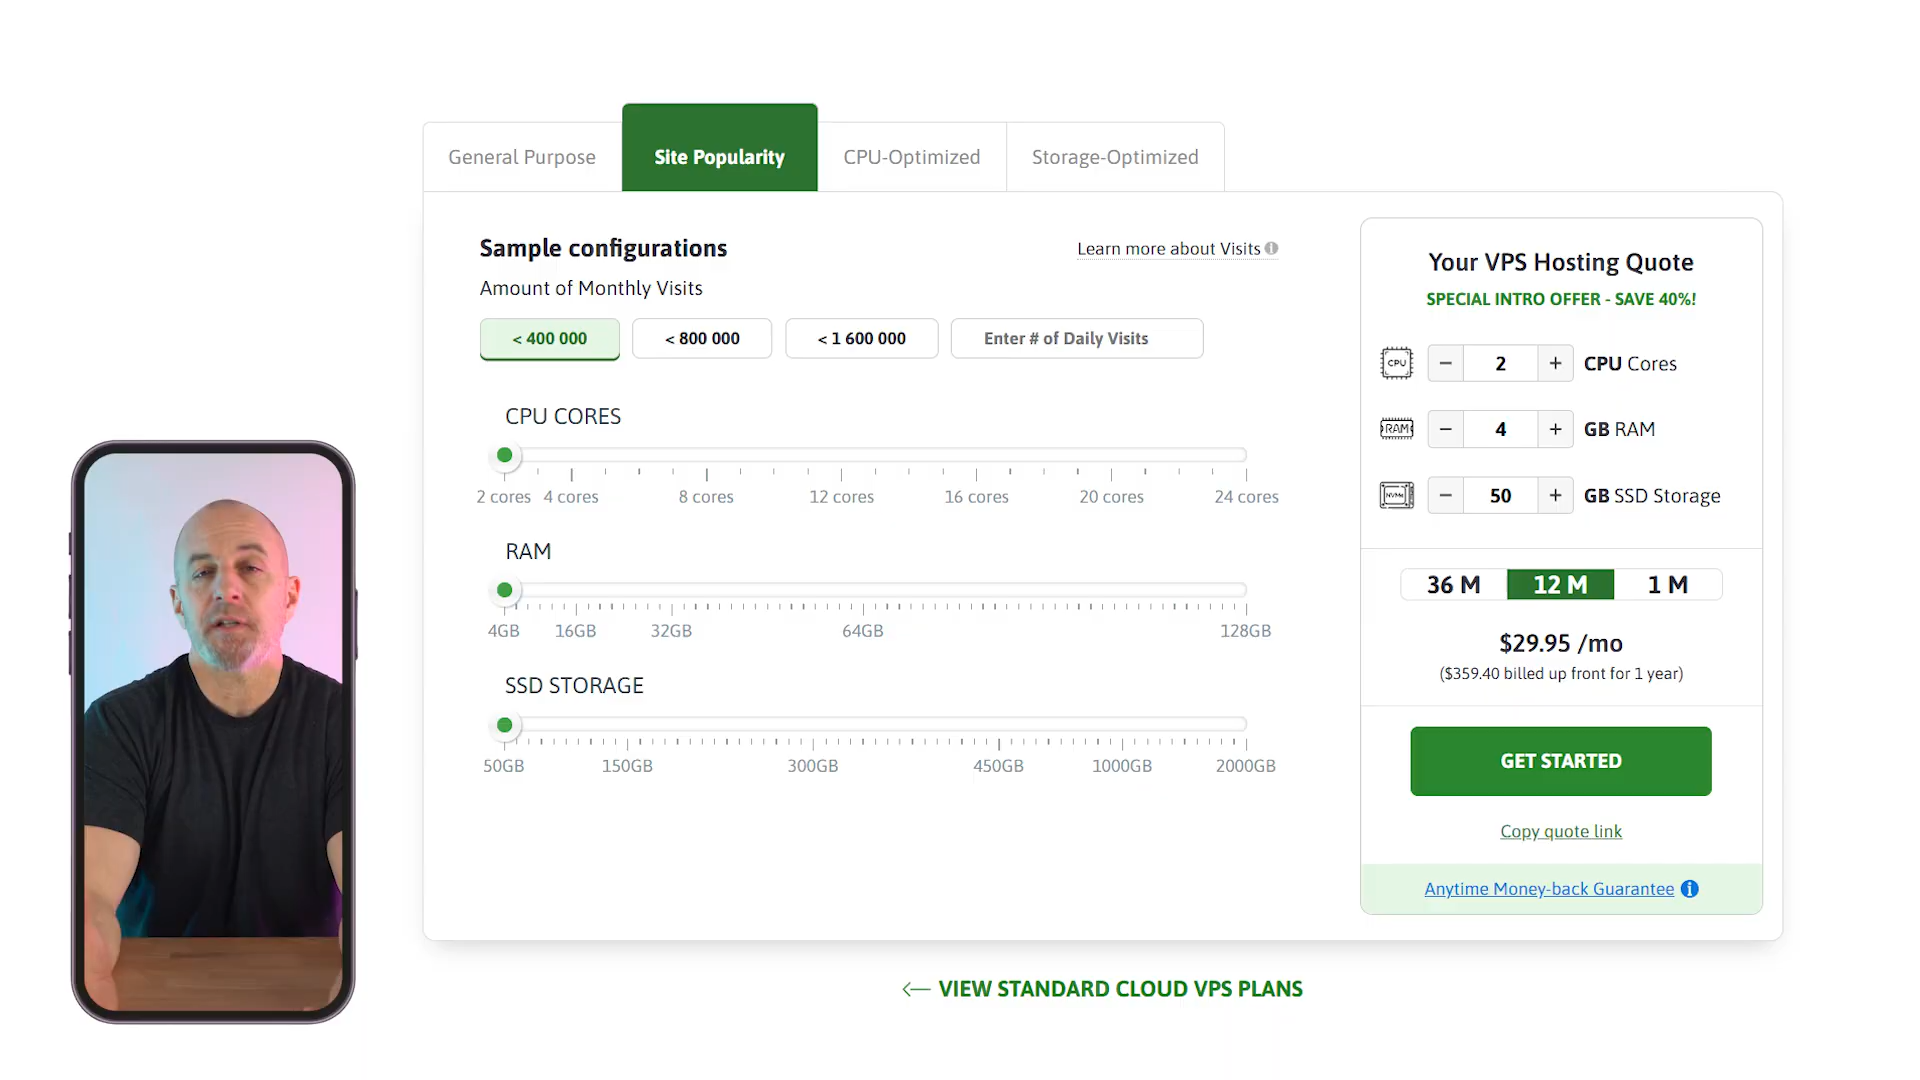 General Purpose
Site Popularity
CPU-Optimized
Storage-Optimized
Sample configurations
Learn more about Visits
Amount of Monthly Visits
< 400 000
< 800 000
< 1 600 000
Enter # of Daily Visits
CPU CORES
2 cores 4 cores 8 cores 12 cores 16 cores 20 cores 24 cores
RAM
4GB 16GB 32GB 64GB 128GB
SSD STORAGE
50GB 150GB 300GB 450GB 1000GB 2000GB
Your VPS Hosting Quote
SPECIAL INTRO OFFER - SAVE 40%!
CPU − 2 + CPU Cores
RAM − 4 + GB RAM
NVMe − 50 + GB SSD Storage
36 M 12 M 1 M
$29.95 /mo
($359.40 billed up front for 1 year)
GET STARTED
Copy quote link
Anytime Money-back Guarantee i
VIEW STANDARD CLOUD VPS PLANS